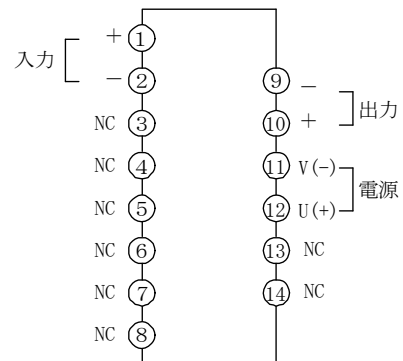 + ①
入力
− ②
NC ③
NC ④
NC ⑤
NC ⑥
NC ⑦
NC ⑧
⑨ −
出力
⑩ +
⑪ V(-)
電源
⑫ U(+)
⑬ NC
⑭ NC